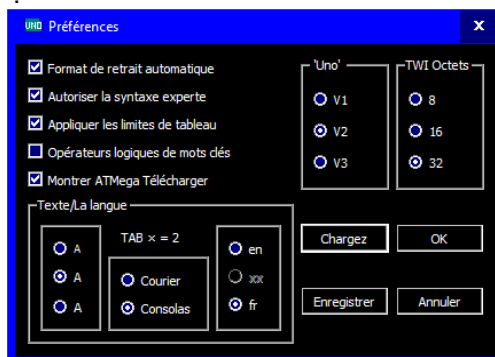 UNO Préférences x
Format de retrait automatique
Autoriser la syntaxe experte
Appliquer les limites de tableau
Opérateurs logiques de mots clés
Montrer ATMega Télécharger
'Uno'
V1
V2
V3
TWI Octets
8
16
32
Texte/La langue
A
A
A
TAB × = 2
Courier
Consolas
en
xx
fr
Chargez
OK
Enregistrer
Annuler